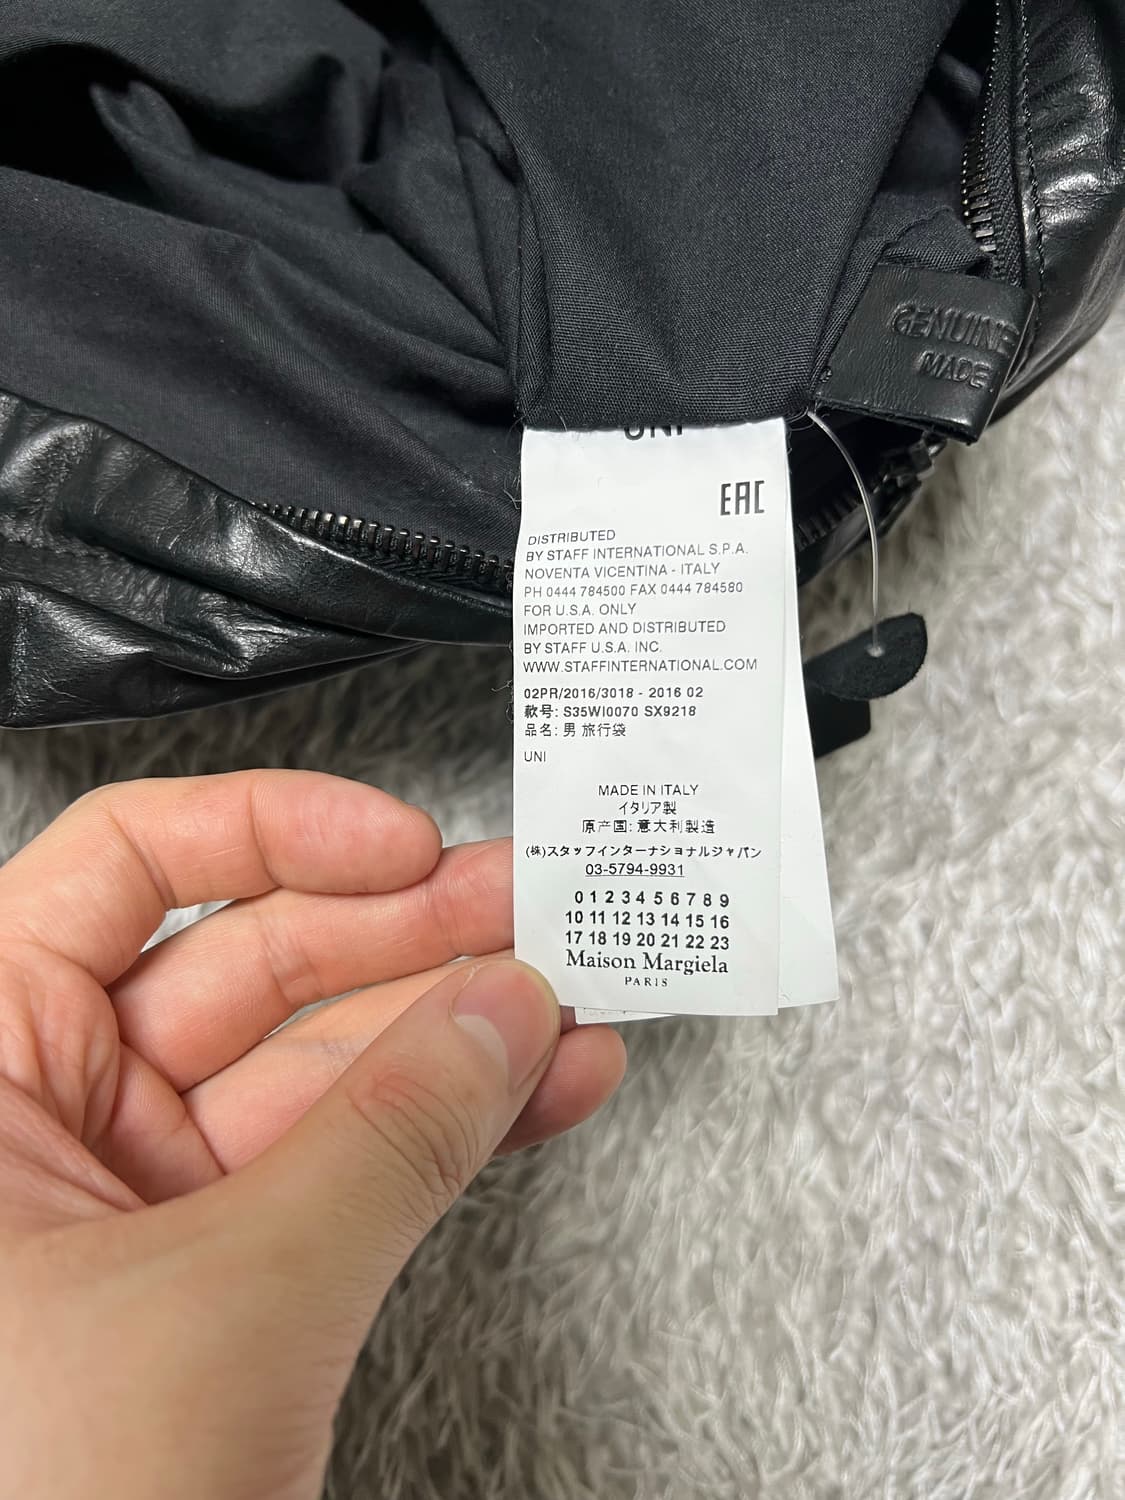 GENUINE
MADE
UNI
EAC
DISTRIBUTED
BY STAFF INTERNATIONAL S.P.A.
NOVENTA VICENTINA - ITALY
PH 0444 784500 FAX 0444 784580
FOR U.S.A. ONLY
IMPORTED AND DISTRIBUTED
BY STAFF U.S.A. INC.
WWW.STAFFINTERNATIONAL.COM
02PR/2016/3018 - 2016 02
款号: S35WI0070 SX9218
品名: 男 旅行袋
UNI
MADE IN ITALY
イタリア製
原产国: 意大利製造
(株)スタッフインターナショナルジャパン
03-5794-9931
0 1 2 3 4 5 6 7 8 9
10 11 12 13 14 15 16
17 18 19 20 21 22 23
Maison Margiela
PARIS